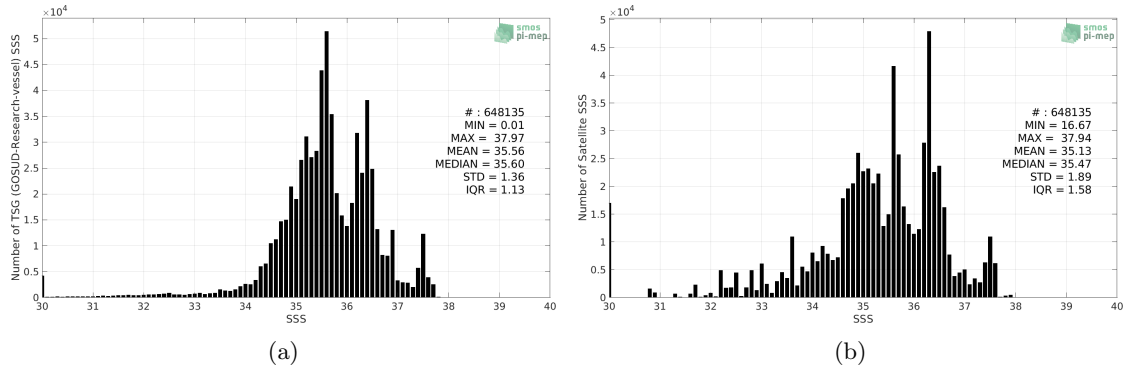 ×10⁴
smos
pi-mep
Number of TSG (GOSUD-Research-vessel) SSS
5
4.5
4
3.5
3
2.5
2
1.5
1
0.5
0
# : 648135
MIN = 0.01
MAX = 37.97
MEAN = 35.56
MEDIAN = 35.60
STD = 1.36
IQR = 1.13
30 31 32 33 34 35 36 37 38 39 40
SSS
(a)
×10⁴
smos
pi-mep
Number of Satellite SSS
5
4.5
4
3.5
3
2.5
2
1.5
1
0.5
0
# : 648135
MIN = 16.67
MAX = 37.94
MEAN = 35.13
MEDIAN = 35.47
STD = 1.89
IQR = 1.58
30 31 32 33 34 35 36 37 38 39 40
SSS
(b)